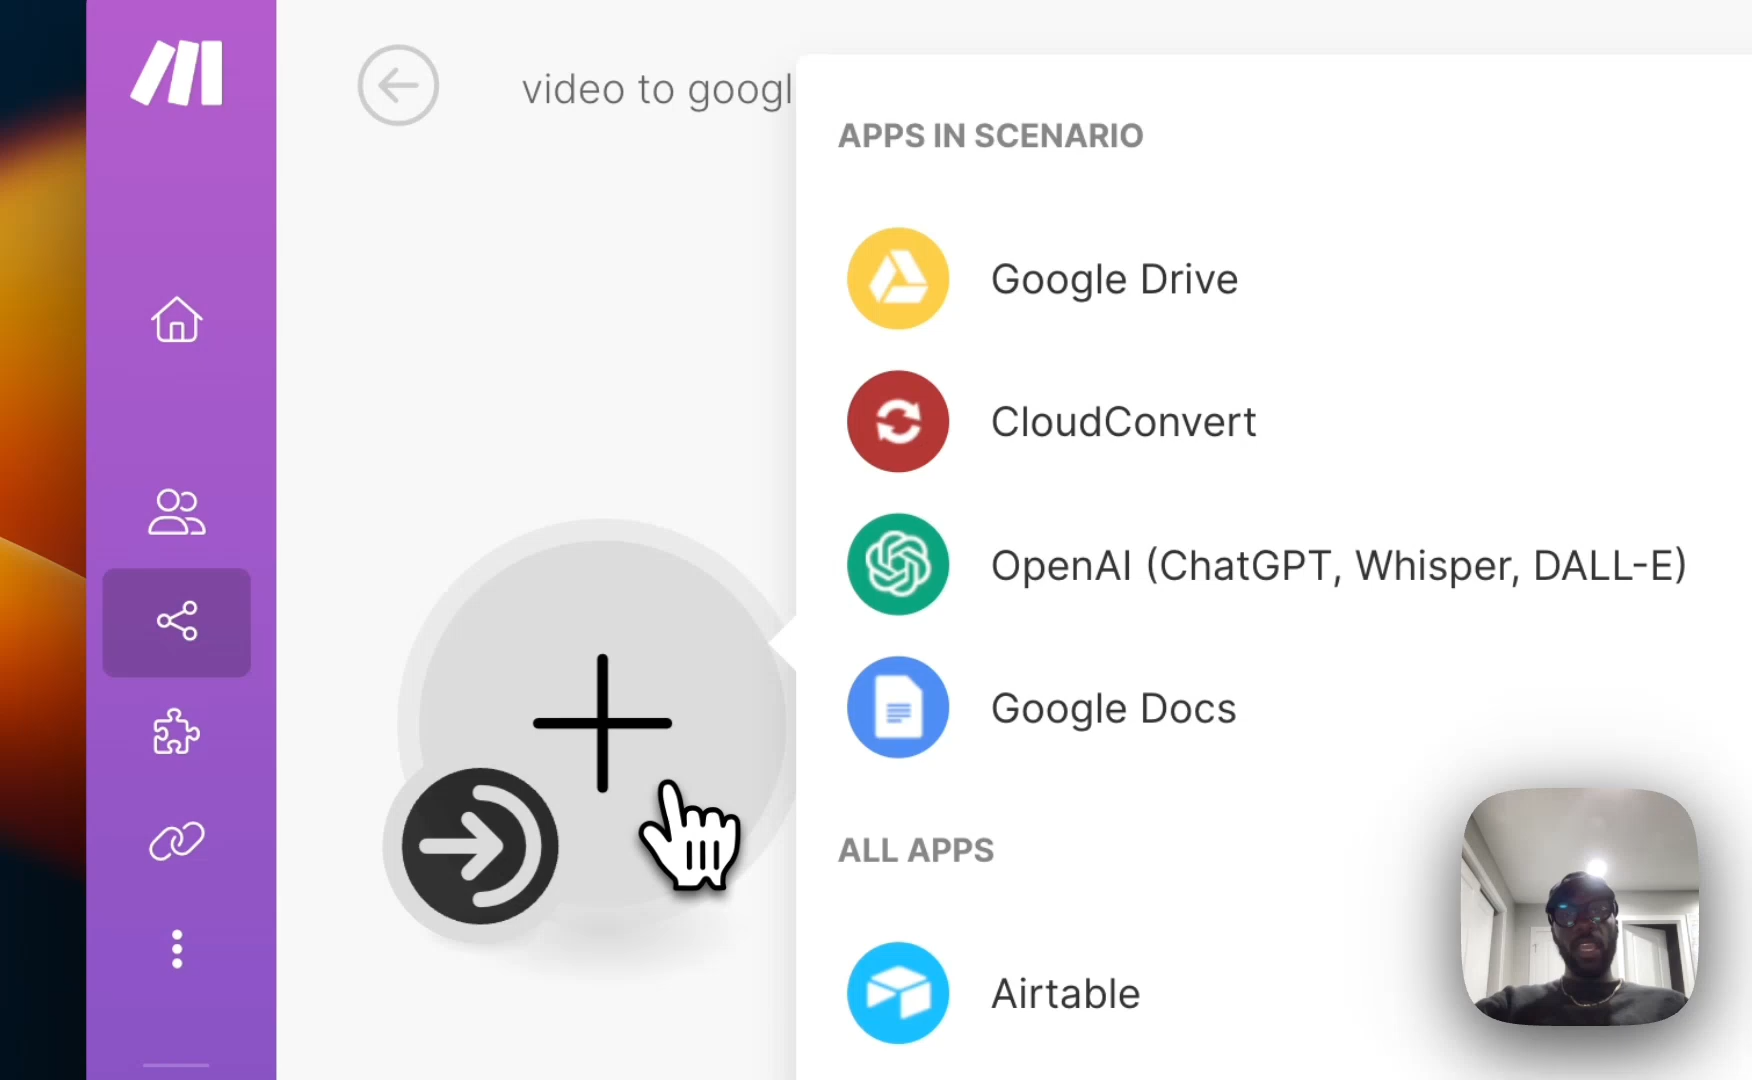 video to googl
APPS IN SCENARIO
Google Drive
CloudConvert
OpenAI (ChatGPT, Whisper, DALL-E)
Google Docs
ALL APPS
Airtable